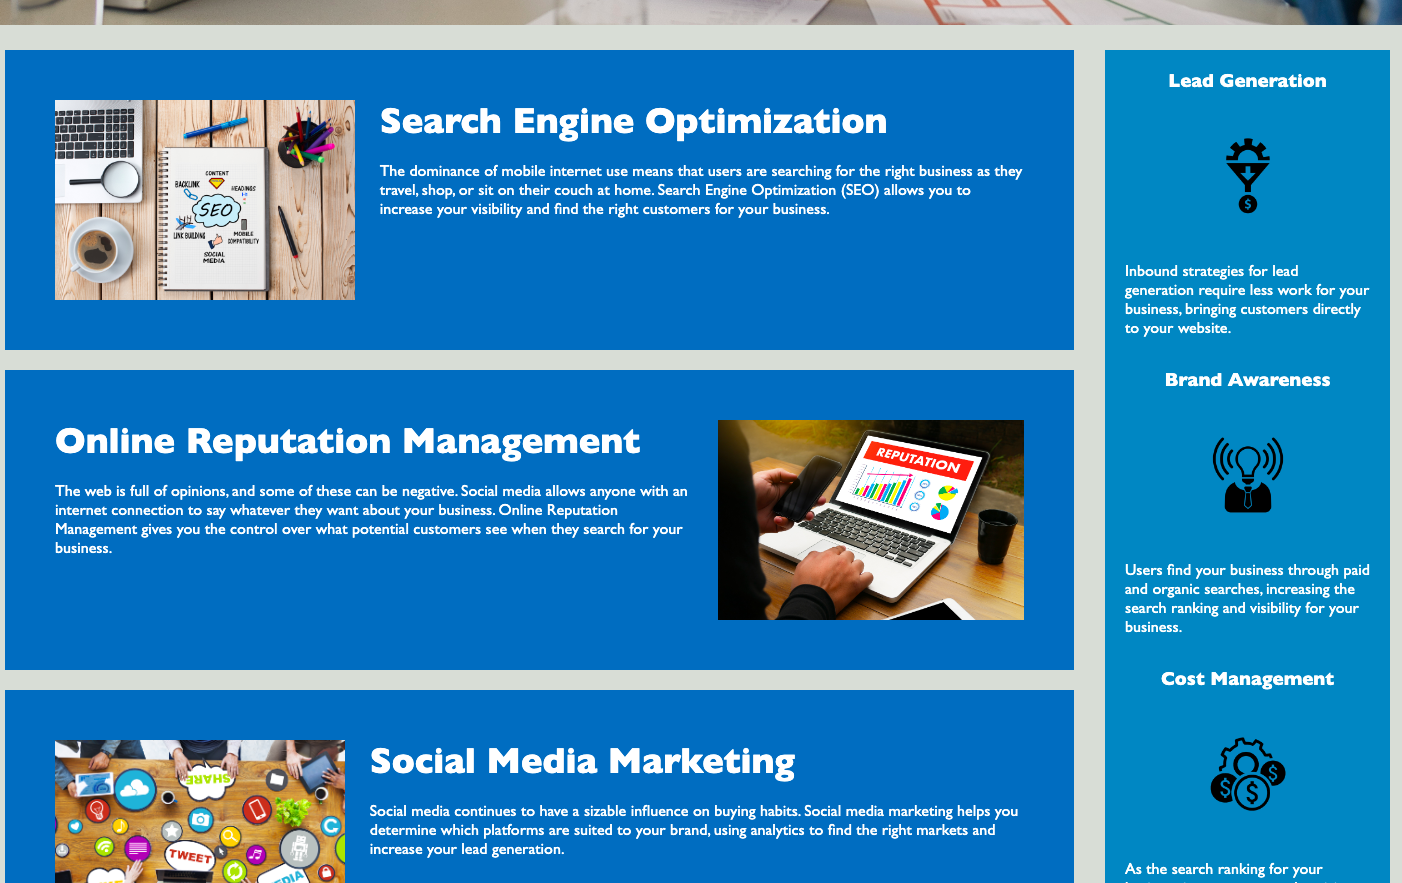 Search Engine Optimization
The dominance of mobile internet use means that users are searching for the right business as they
travel, shop, or sit on their couch at home. Search Engine Optimization (SEO) allows you to
increase your visibility and find the right customers for your business.
CONTENT
BACKLINK
HEADINGS
SEO
LINK BUILDING
MOBILE
COMPATIBILITY
SOCIAL
MEDIA
Online Reputation Management
The web is full of opinions, and some of these can be negative. Social media allows anyone with an
internet connection to say whatever they want about your business. Online Reputation
Management gives you the control over what potential customers see when they search for your
business.
REPUTATION
Social Media Marketing
Social media continues to have a sizable influence on buying habits. Social media marketing helps you
determine which platforms are suited to your brand, using analytics to find the right markets and
increase your lead generation.
SHARE
TWEET
MEDIA
Lead Generation
$
Inbound strategies for lead
generation require less work for your
business, bringing customers directly
to your website.
Brand Awareness
Users find your business through paid
and organic searches, increasing the
search ranking and visibility for your
business.
Cost Management
$ $ $
As the search ranking for your